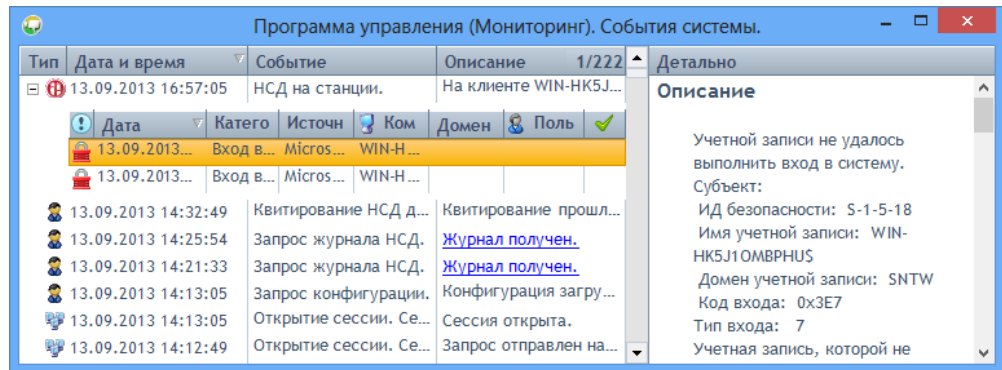 Программа управления (Мониторинг). События системы.
Тип Дата и время Событие Описание 1/222 Детально
13.09.2013 16:57:05 НСД на станции. На клиенте WIN-HK5J...
Дата Катего Источн Ком Домен Поль
13.09.2013... Вход в... Micros... WIN-H...
13.09.2013... Вход в... Micros... WIN-H...
13.09.2013 14:32:49 Квитирование НСД д... Квитирование прошл...
13.09.2013 14:25:54 Запрос журнала НСД. Журнал получен.
13.09.2013 14:21:33 Запрос журнала НСД. Журнал получен.
13.09.2013 14:13:05 Запрос конфигурации. Конфигурация загру...
13.09.2013 14:13:05 Открытие сессии. Се... Сессия открыта.
13.09.2013 14:12:49 Открытие сессии. Се... Запрос отправлен на...
Описание
Учетной записи не удалось
выполнить вход в систему.
Субъект:
ИД безопасности: S-1-5-18
Имя учетной записи: WIN-
HK5J1OMBPHU$
Домен учетной записи: SNTW
Код входа: 0x3E7
Тип входа: 7
Учетная запись, которой не